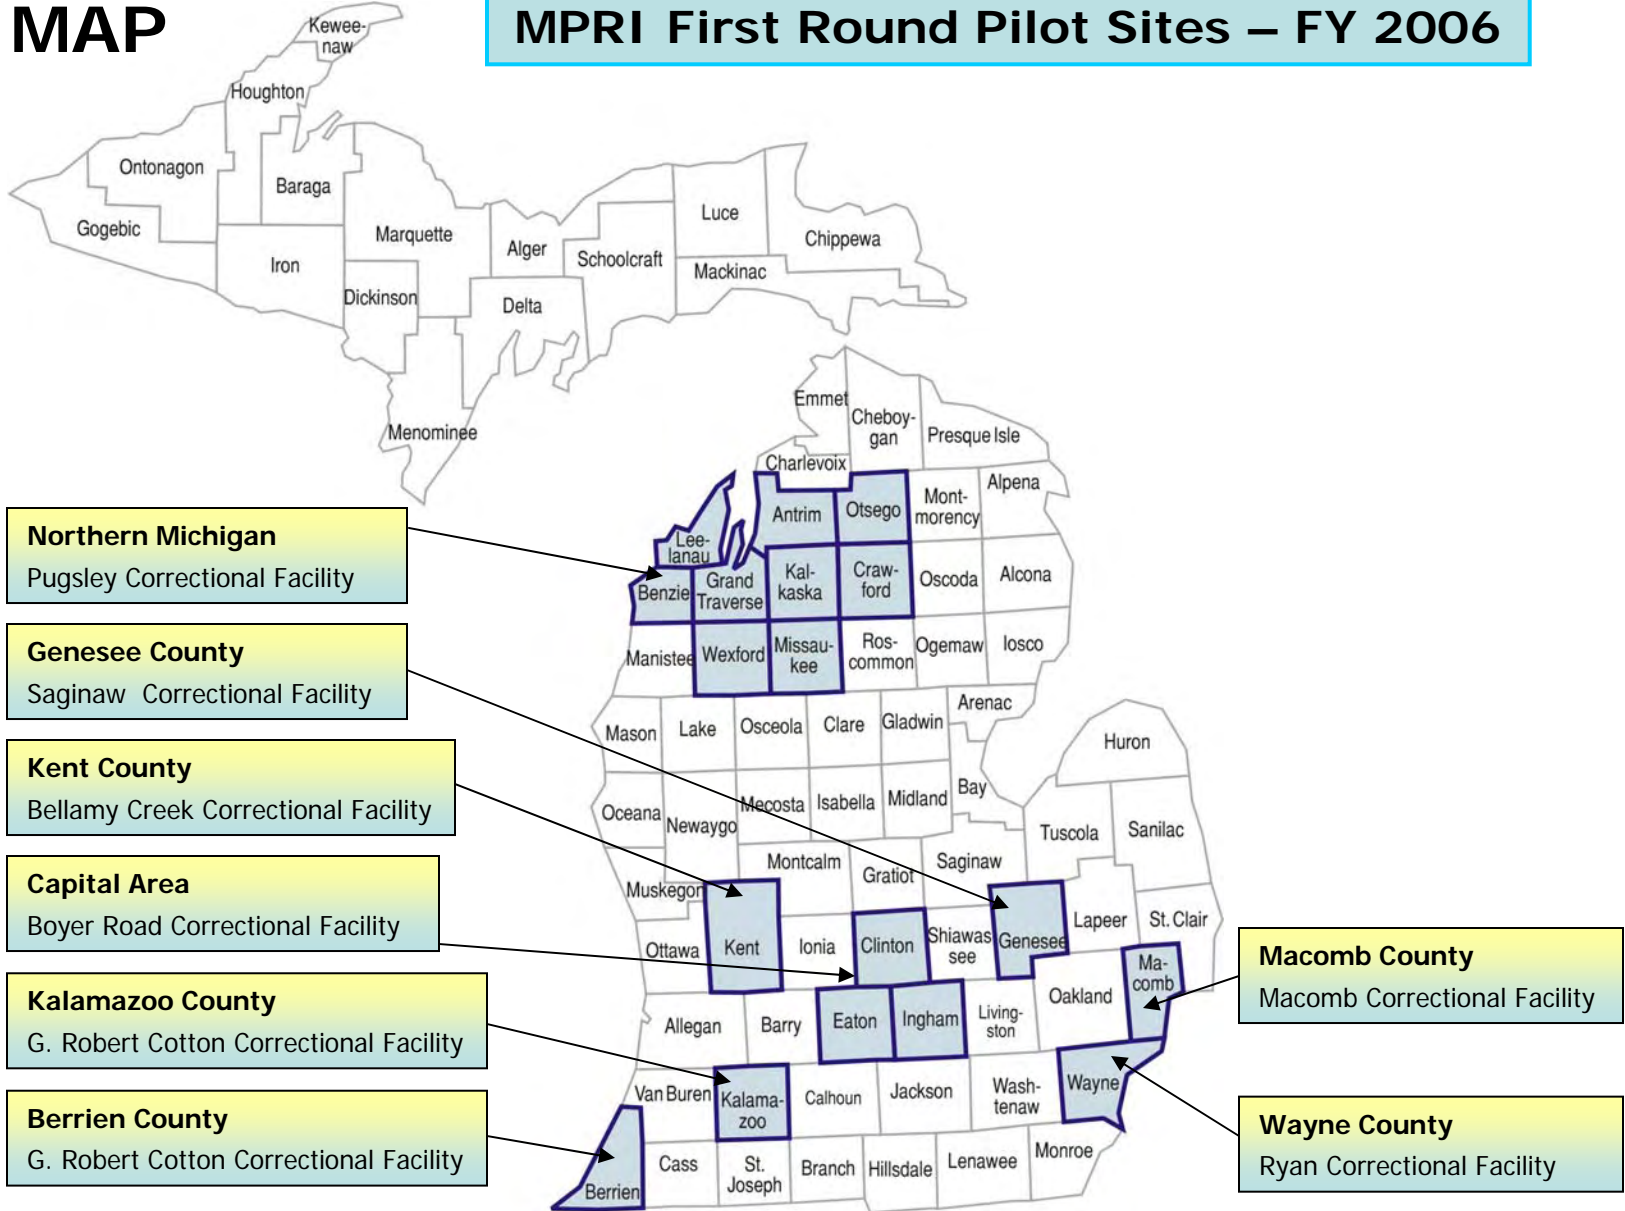 MAP
MPRI First Round Pilot Sites – FY 2006
Kewee-
naw
Houghton
Ontonagon
Baraga
Gogebic
Marquette
Iron
Alger
Luce
Schoolcraft
Chippewa
Mackinac
Dickinson
Delta
Menominee
Emmet
Cheboy-
gan
Presque Isle
Charlevoix
Antrim
Otsego
Mont-
morency
Alpena
Lee-
lanau
Benzie
Grand
Traverse
Kal-
kaska
Craw-
ford
Oscoda
Alcona
Manistee
Wexford
Missau-
kee
Ros-
common
Ogemaw
Iosco
Mason
Lake
Osceola
Clare
Gladwin
Arenac
Huron
Oceana
Newaygo
Mecosta
Isabella
Midland
Bay
Tuscola
Sanilac
Muskegon
Montcalm
Gratiot
Saginaw
Ottawa
Kent
Ionia
Clinton
Shiawas
see
Genesee
Lapeer
St. Clair
Allegan
Barry
Eaton
Ingham
Living-
ston
Oakland
Ma-
comb
Van Buren
Kalama-
zoo
Calhoun
Jackson
Wash-
tenaw
Wayne
Berrien
Cass
St.
Joseph
Branch
Hillsdale
Lenawee
Monroe
Northern Michigan
Pugsley Correctional Facility
Genesee County
Saginaw Correctional Facility
Kent County
Bellamy Creek Correctional Facility
Capital Area
Boyer Road Correctional Facility
Kalamazoo County
G. Robert Cotton Correctional Facility
Berrien County
G. Robert Cotton Correctional Facility
Macomb County
Macomb Correctional Facility
Wayne County
Ryan Correctional Facility